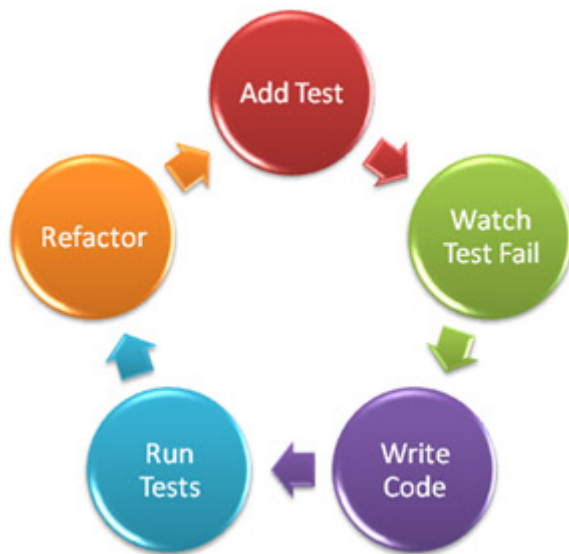 Add Test
Watch
Test Fail
Write
Code
Run
Tests
Refactor